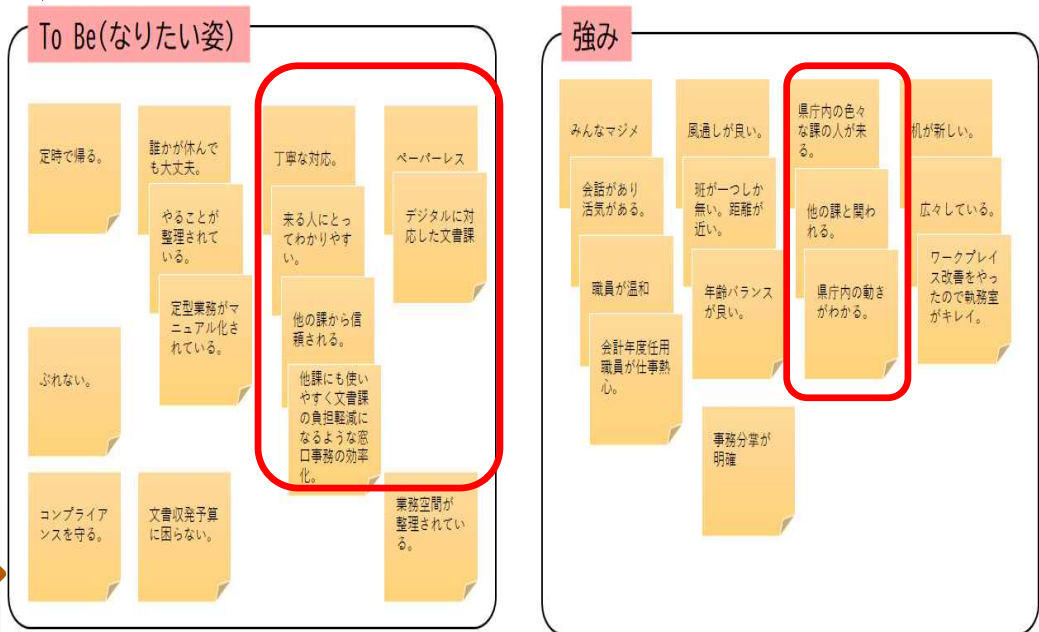 To Be(なりたい姿)
定時で帰る。
誰かが休んで
も大丈夫。
やることが
整理されて
いる。
定型業務がマ
ニュアル化さ
れている。
丁寧な対応。
来る人にとっ
てわかりやす
い。
他の課から信
頼される。
他課にも使い
やすく文書課
の負担軽減に
なるような窓
口事務の効率
化。
ペーパーレス
デジタルに対
応した文書課
ぶれない。
コンプライア
ンスを守る。
文書収発予算
に困らない。
業務空間が
整理されてい
る。
強み
みんなマジメ
会話があり
活気がある。
職員が温和
会計年度任用
職員が仕事熱
心。
風通しが良い。
班が一つしか
無い。距離が
近い。
年齢バランス
が良い。
県庁内の色々
な課の人が来
る。
他の課と関わ
れる。
県庁内の動き
がわかる。
机が新しい。
広々している。
ワークプレイ
ス改善をやっ
たので執務室
がキレイ。
事務分掌が
明確